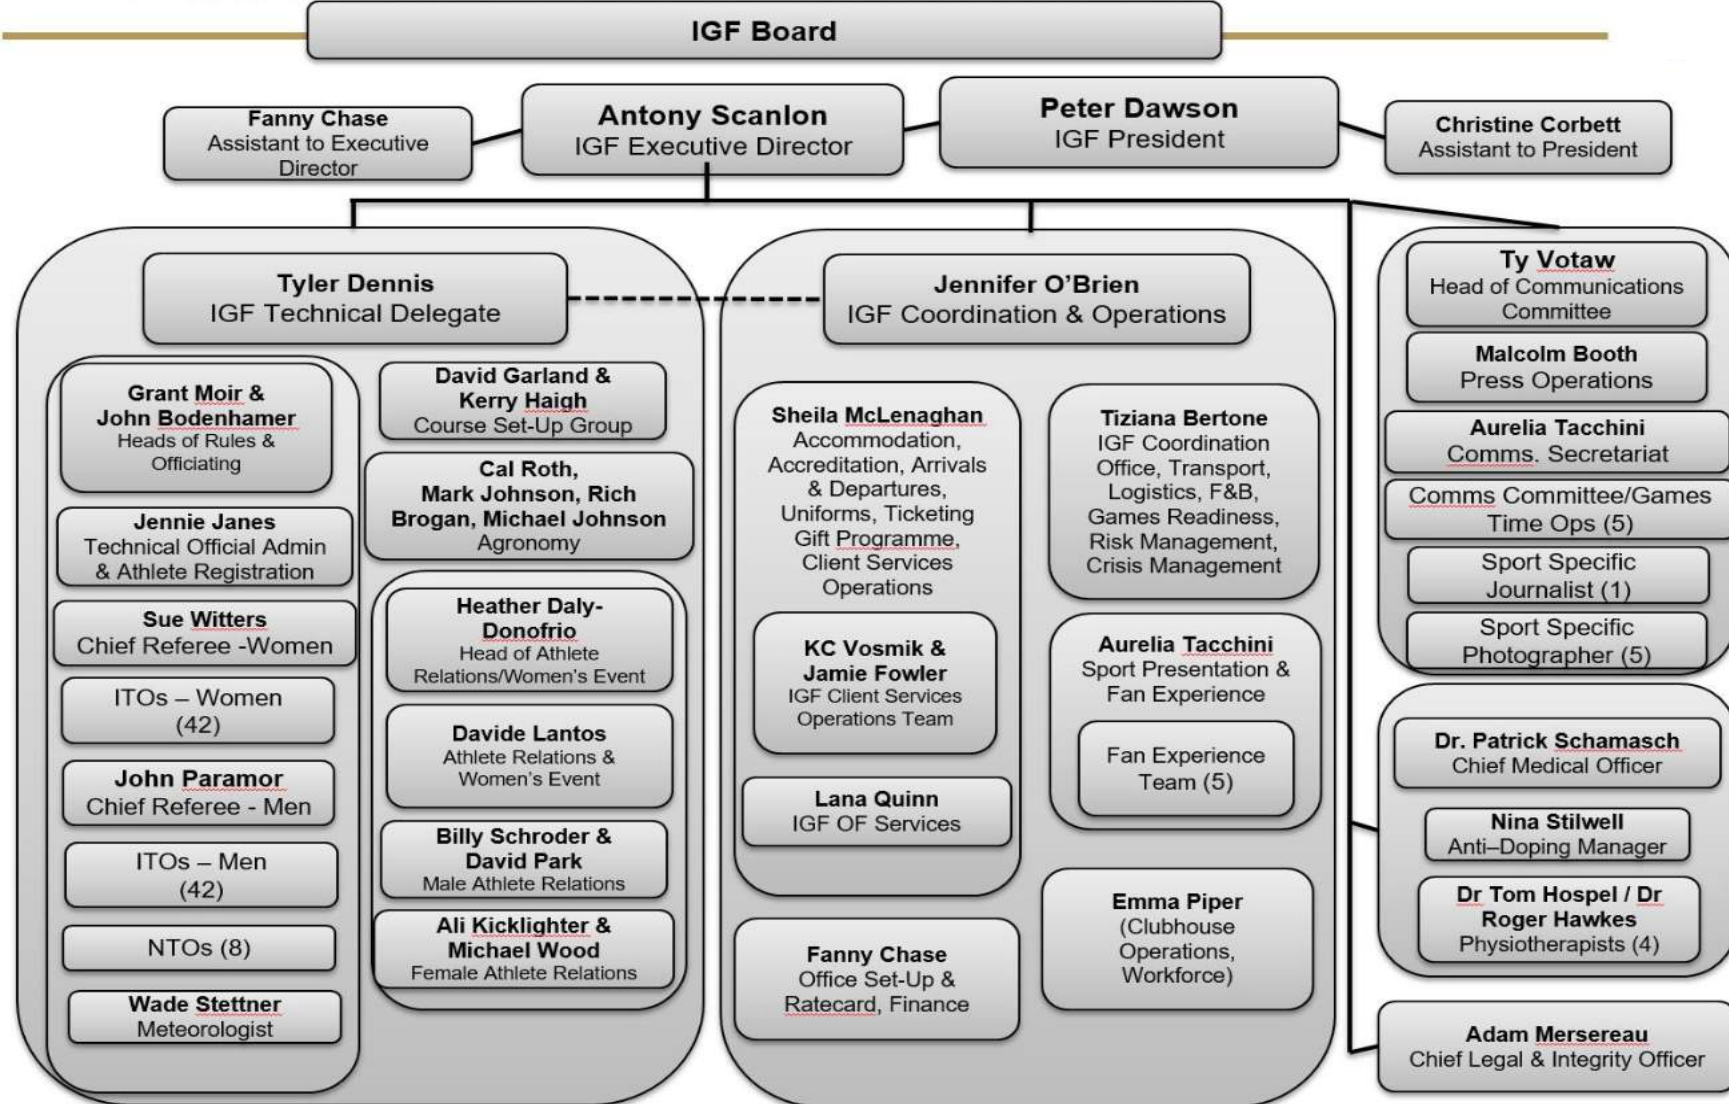 IGF Board
Fanny Chase
Assistant to Executive
Director
Antony Scanlon
IGF Executive Director
Peter Dawson
IGF President
Christine Corbett
Assistant to President
Tyler Dennis
IGF Technical Delegate
Grant Moir &
John Bodenhamer
Heads of Rules &
Officiating
Jennie Janes
Technical Official Admin
& Athlete Registration
Sue Witters
Chief Referee -Women
ITOs – Women
(42)
John Paramor
Chief Referee - Men
ITOs – Men
(42)
NTOs (8)
Wade Stettner
Meteorologist
David Garland &
Kerry Haigh
Course Set-Up Group
Cal Roth,
Mark Johnson, Rich
Brogan, Michael Johnson
Agronomy
Heather Daly-
Donofrio
Head of Athlete
Relations/Women's Event
Davide Lantos
Athlete Relations &
Women's Event
Billy Schroder &
David Park
Male Athlete Relations
Ali Kicklighter &
Michael Wood
Female Athlete Relations
Jennifer O'Brien
IGF Coordination & Operations
Sheila McLenaghan
Accommodation,
Accreditation, Arrivals
& Departures,
Uniforms, Ticketing
Gift Programme,
Client Services
Operations
KC Vosmik &
Jamie Fowler
IGF Client Services
Operations Team
Lana Quinn
IGF OF Services
Fanny Chase
Office Set-Up &
Ratecard, Finance
Tiziana Bertone
IGF Coordination
Office, Transport,
Logistics, F&B,
Games Readiness,
Risk Management,
Crisis Management
Aurelia Tacchini
Sport Presentation &
Fan Experience
Fan Experience
Team (5)
Emma Piper
(Clubhouse
Operations,
Workforce)
Ty Votaw
Head of Communications
Committee
Malcolm Booth
Press Operations
Aurelia Tacchini
Comms. Secretariat
Comms Committee/Games
Time Ops (5)
Sport Specific
Journalist (1)
Sport Specific
Photographer (5)
Dr. Patrick Schamasch
Chief Medical Officer
Nina Stilwell
Anti–Doping Manager
Dr Tom Hospel / Dr
Roger Hawkes
Physiotherapists (4)
Adam Mersereau
Chief Legal & Integrity Officer